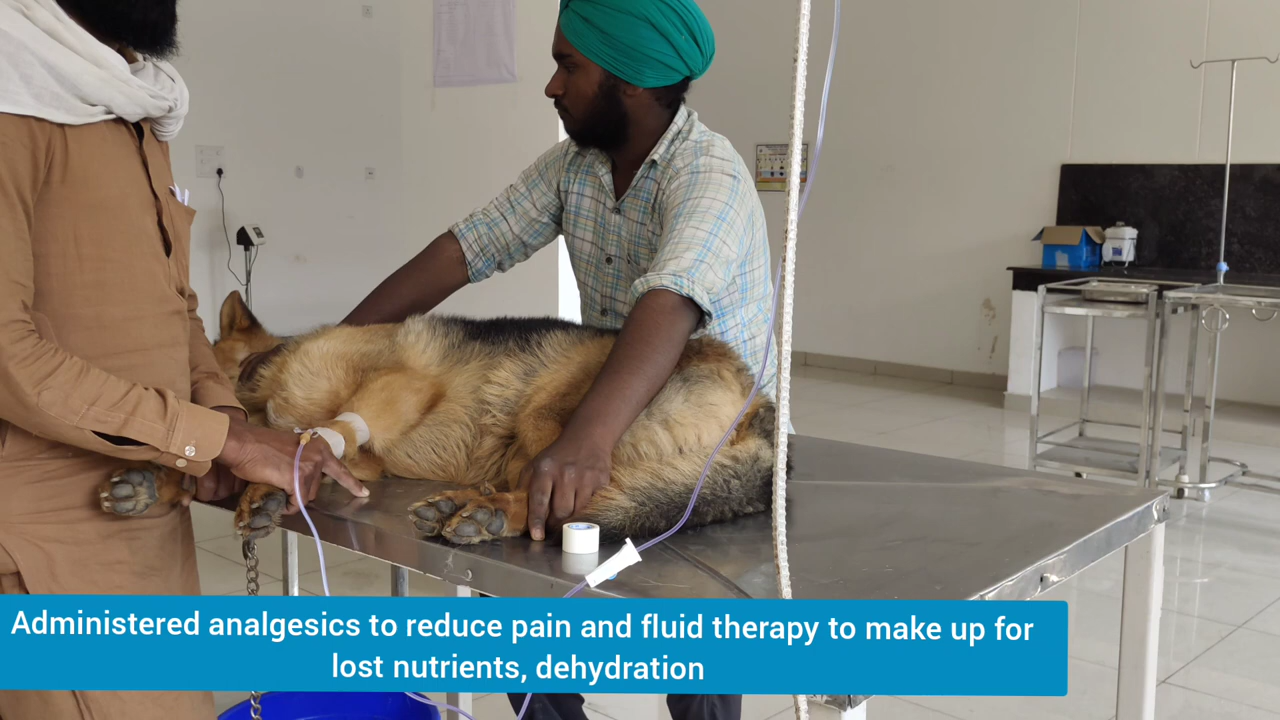 Administered analgesics to reduce pain and fluid therapy to make up for
lost nutrients, dehydration